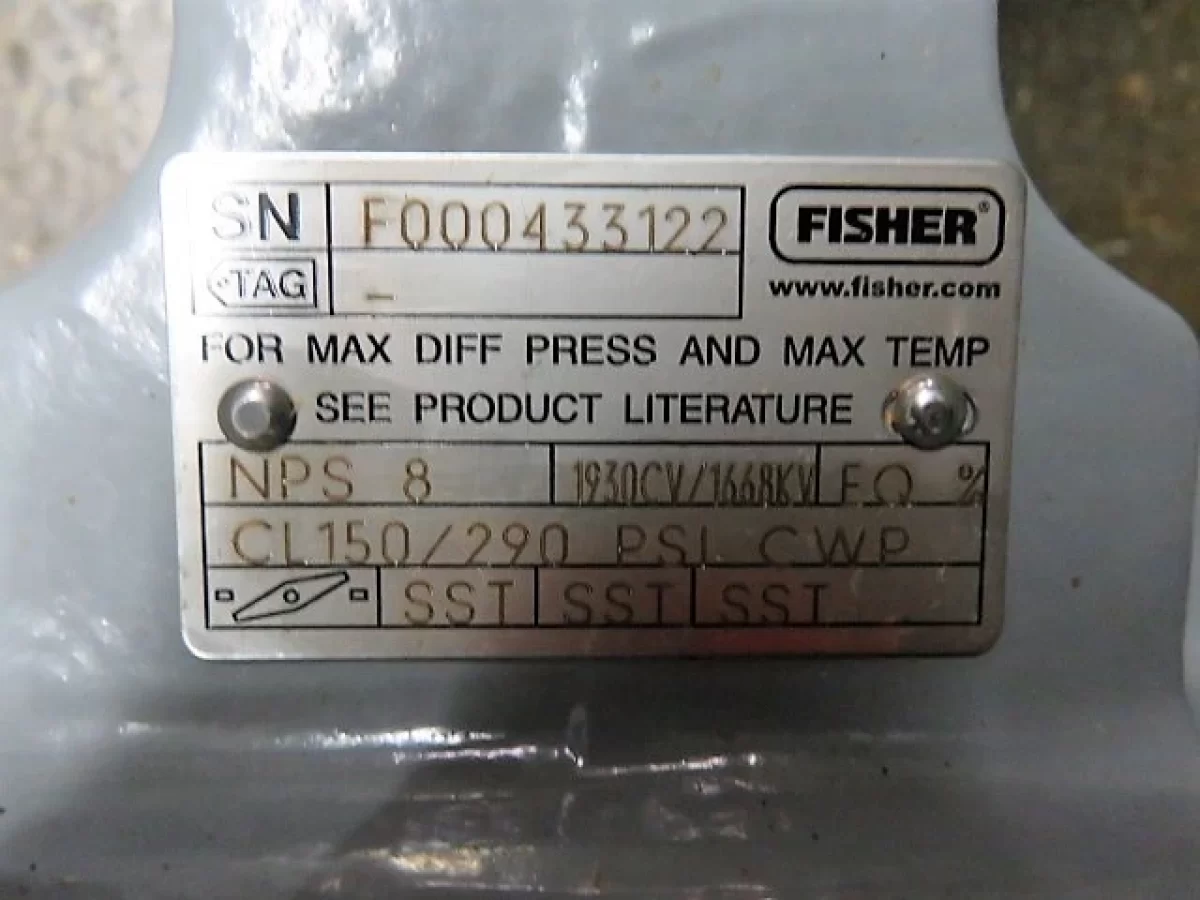 SN F000433122
FISHER®
TAG –
www.fisher.com
FOR MAX DIFF PRESS AND MAX TEMP
SEE PRODUCT LITERATURE
NPS 8 1930CV/1668KV EQ %
CL150/290 PSI CWP
SST SST SST